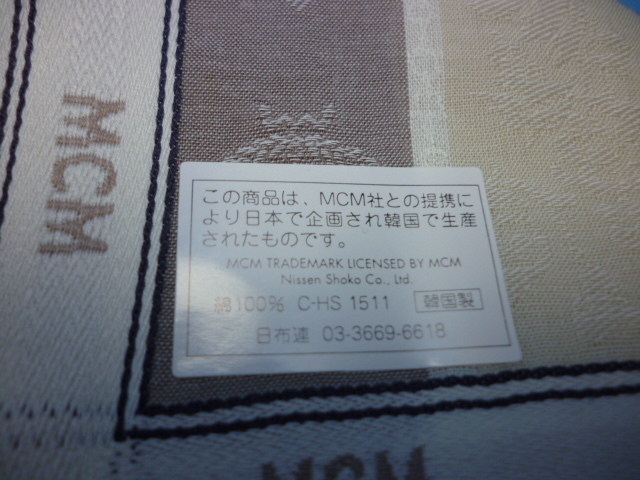 MCM
この商品は、MCM社との提携に
より日本で企画され韓国で生産
されたものです。
MCM TRADEMARK LICENSED BY MCM
Nissen Shoko Co., Ltd.
綿100% C-HS 1511 韓国製
日布連 03-3669-6618
MCM